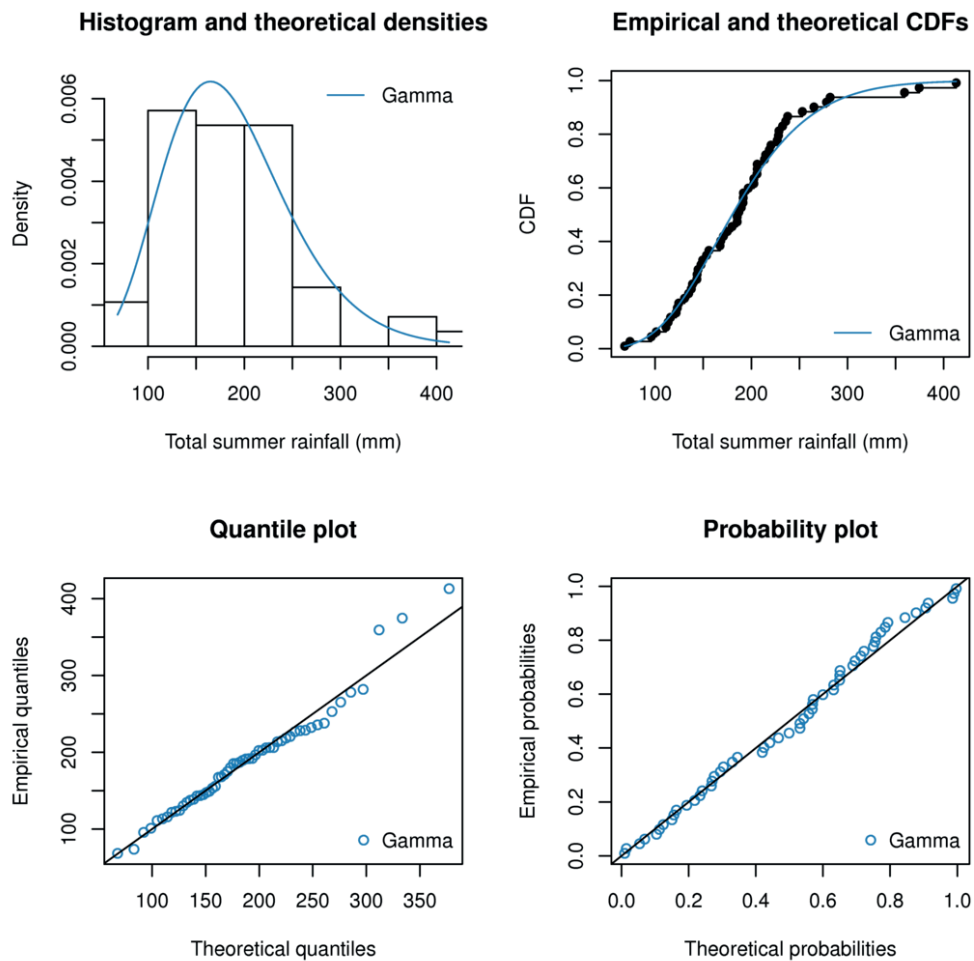 Histogram and theoretical densities
Density
0.000
0.002
0.004
0.006
Gamma
100
200
300
400
Total summer rainfall (mm)
Empirical and theoretical CDFs
CDF
0.0
0.2
0.4
0.6
0.8
1.0
Gamma
100
200
300
400
Total summer rainfall (mm)
Quantile plot
Empirical quantiles
100
200
300
400
Gamma
100
150
200
250
300
350
Theoretical quantiles
Probability plot
Empirical probabilities
0.0
0.2
0.4
0.6
0.8
1.0
Gamma
0.0
0.2
0.4
0.6
0.8
1.0
Theoretical probabilities